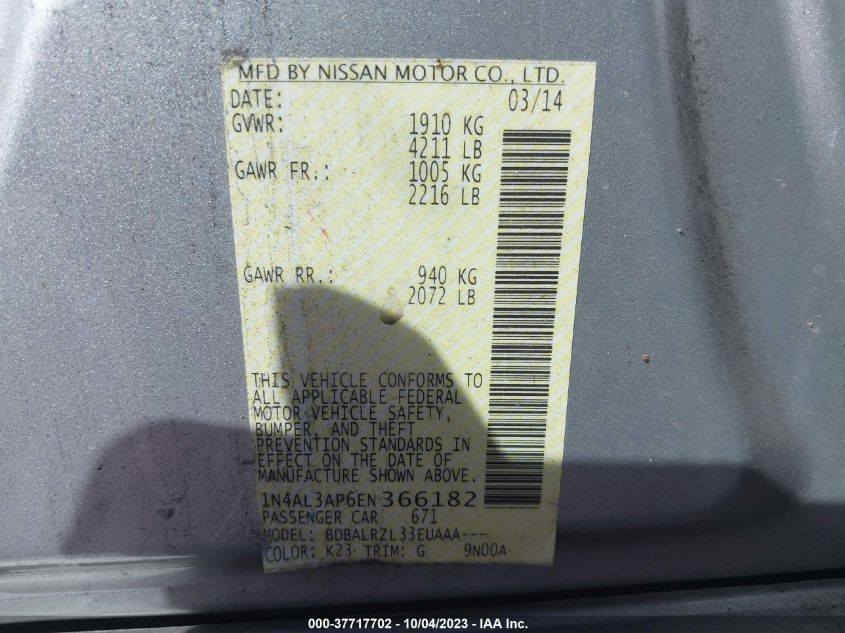 MFD BY NISSAN MOTOR CO., LTD.
DATE: 03/14
GVWR: 1910 KG
4211 LB
GAWR FR.: 1005 KG
2216 LB
GAWR RR.: 940 KG
2072 LB
THIS VEHICLE CONFORMS TO
ALL APPLICABLE FEDERAL
MOTOR VEHICLE SAFETY,
BUMPER, AND THEFT
PREVENTION STANDARDS IN
EFFECT ON THE DATE OF
MANUFACTURE SHOWN ABOVE.
1N4AL3AP6EN366182
PASSENGER CAR 671
MODEL: BDBALRZL33EUAAA---
COLOR: K23 TRIM: G 9N00A
000-37717702 - 10/04/2023 - IAA Inc.